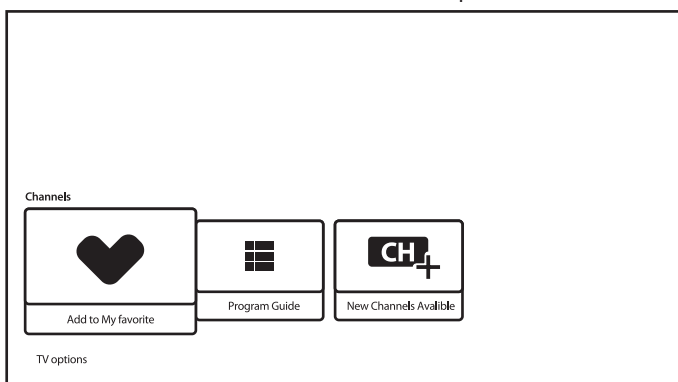 Channels
CH+
Add to My favorite
Program Guide
New Channels Avalible
TV options